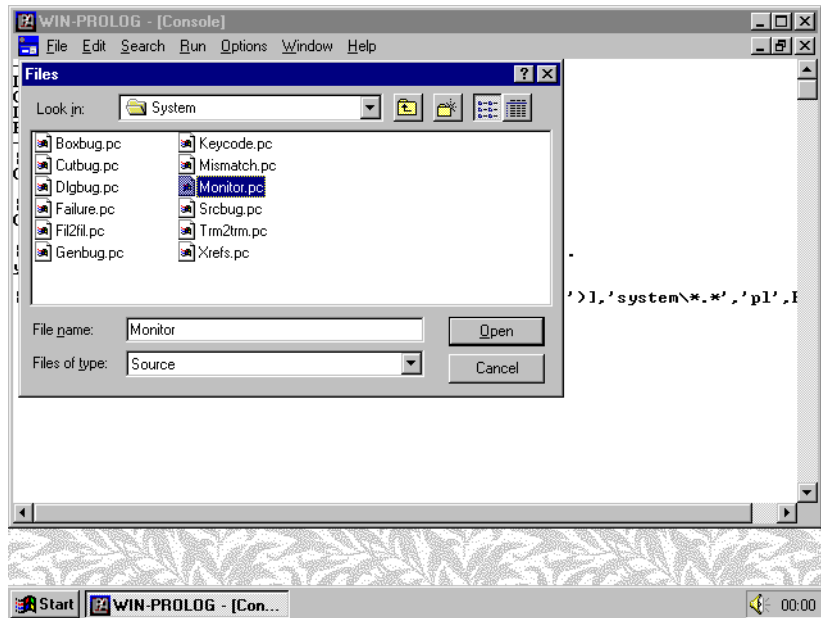 WIN-PROLOG - [Console]
File Edit Search Run Options Window Help
Files
Look in: System
Boxbug.pc Keycode.pc
Cutbug.pc Mismatch.pc
Dlgbug.pc Monitor.pc
Failure.pc Srcbug.pc
Fil2fil.pc Trm2trm.pc
Genbug.pc Xrefs.pc
')],'system\*.*','pl',
File name: Monitor Open
Files of type: Source Cancel
Start WIN-PROLOG - [Con... 00:00